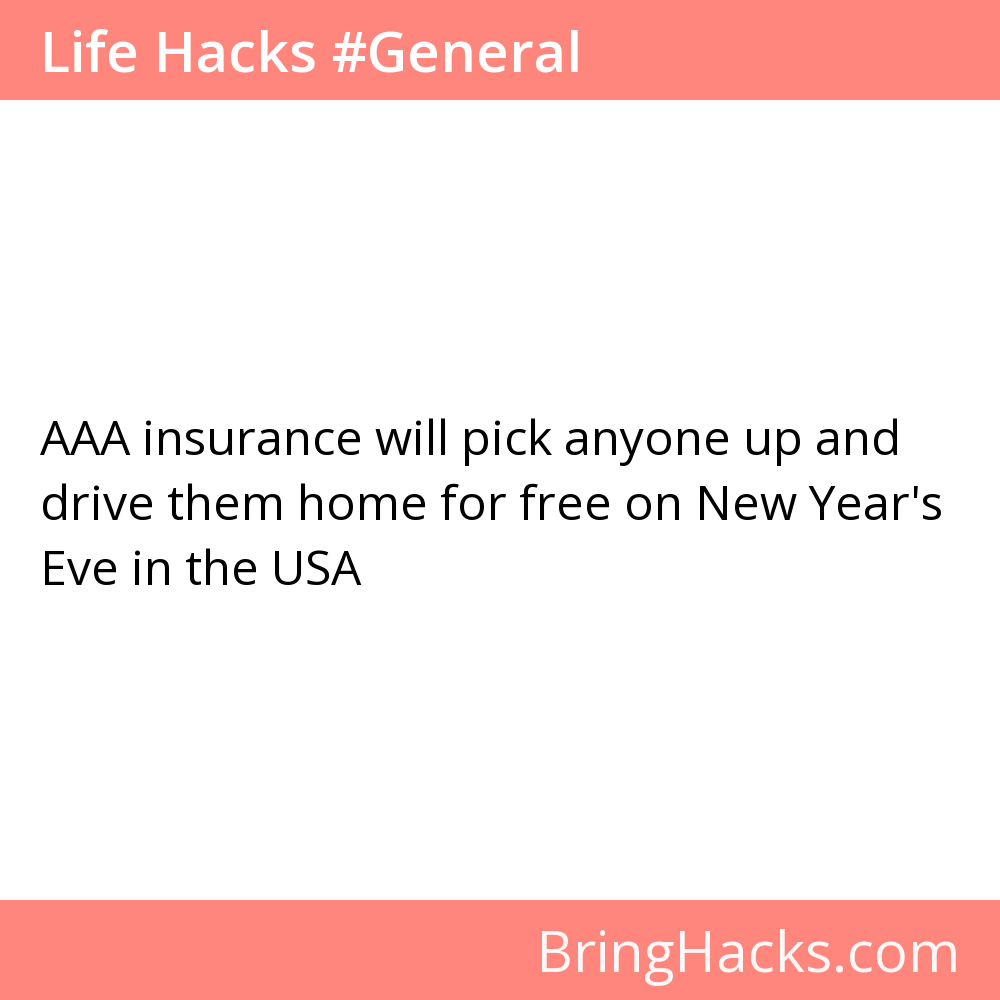 Life Hacks #General
AAA insurance will pick anyone up and
drive them home for free on New Year's
Eve in the USA
BringHacks.com